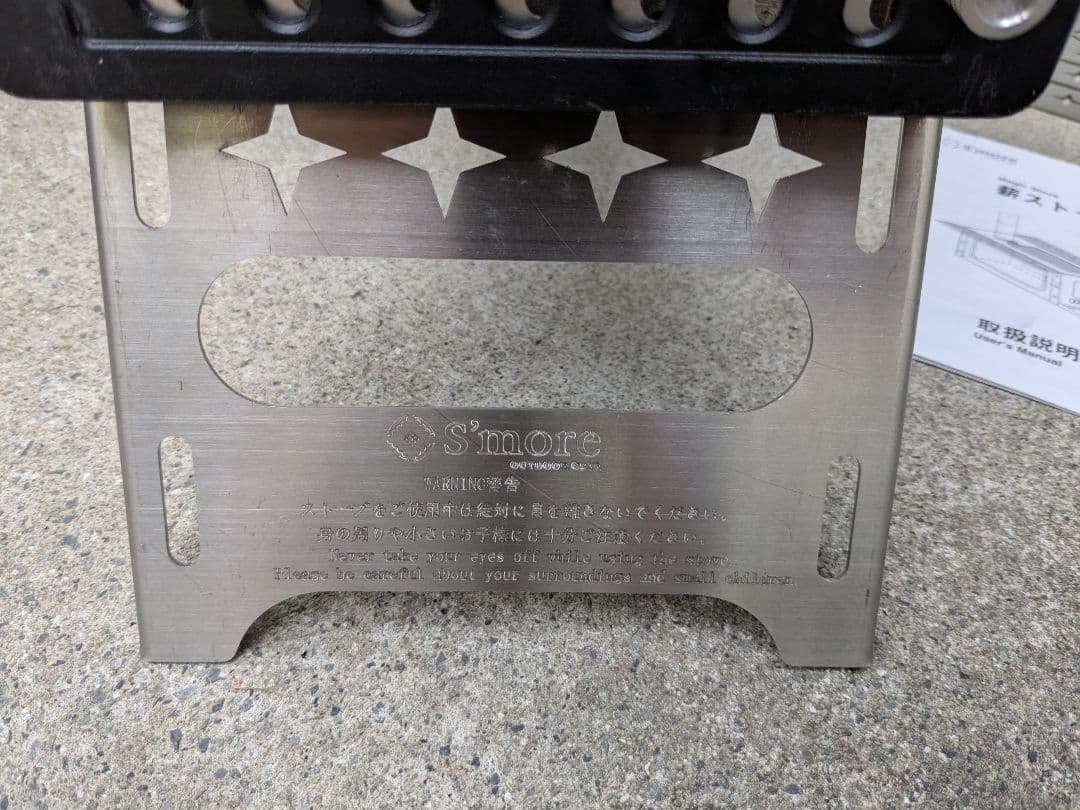 S'more
OUTDOOR GEAR
WARNING警告
ストーブをご使用中は絶対に目を離さないでください。
身の周りや小さいお子様には十分ご注意ください。
Never take your eyes off while using the stove.
Please be careful about your surroundings and small children.
S'more
薪スト
取扱説明
User's Manual